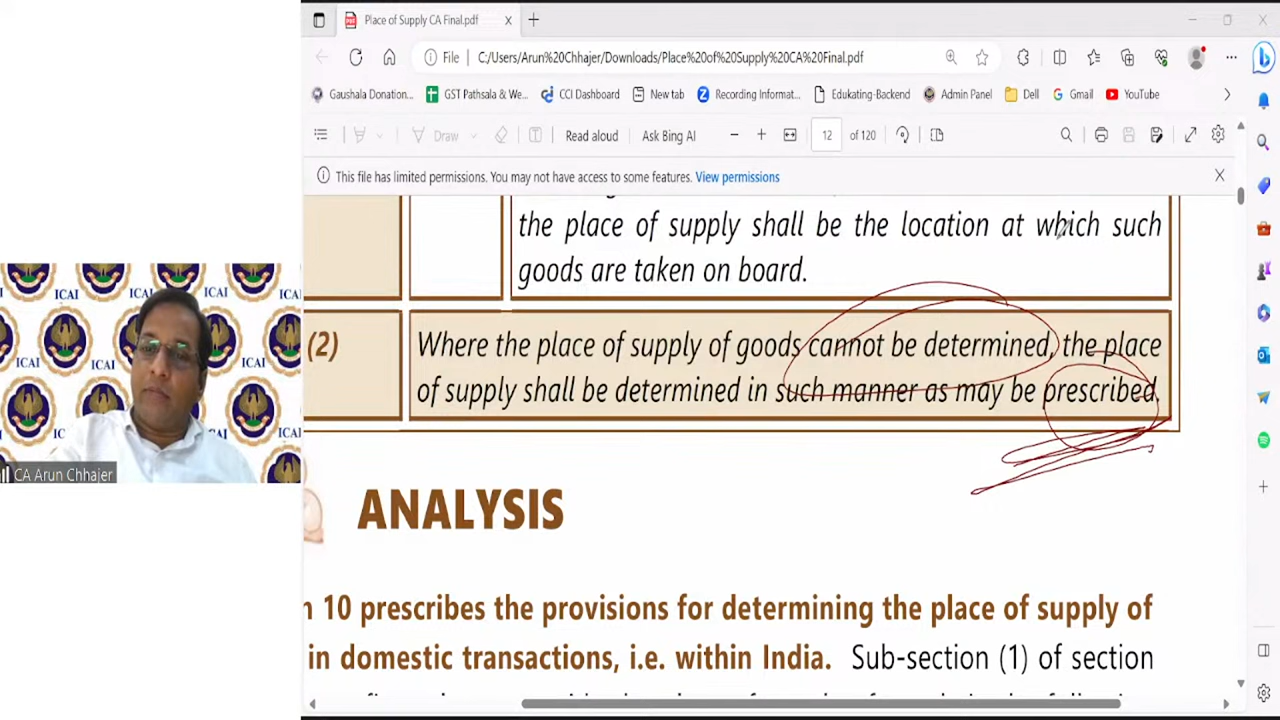 Place of Supply CA Final.pdf
File
C:/Users/Arun%20Chhajer/Downloads/Place%20of%20Supply%20CA%20Final.pdf
Gaushala Donation...
GST Pathsala & We...
CCI Dashboard
New tab
Recording Informat...
Edukating-Backend
Admin Panel
Dell
Gmail
YouTube
Draw
Read aloud
Ask Bing AI
12
of 120
This file has limited permissions. You may not have access to some features. View permissions
the place of supply shall be the location at which such
goods are taken on board.
(2)
Where the place of supply of goods cannot be determined, the place
of supply shall be determined in such manner as may be prescribed.
ANALYSIS
n 10 prescribes the provisions for determining the place of supply of
in domestic transactions, i.e. within India. Sub-section (1) of section
ICAI
ICAI
ICAI
ICAI
ICAI
CA Arun Chhajer